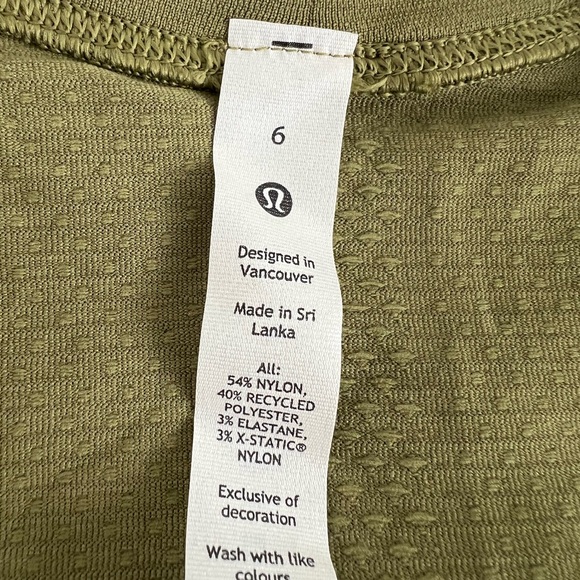 6
Designed in
Vancouver
Made in Sri
Lanka
All:
54% NYLON,
40% RECYCLED
POLYESTER,
3% ELASTANE,
3% X-STATIC®
NYLON
Exclusive of
decoration
Wash with like
colours